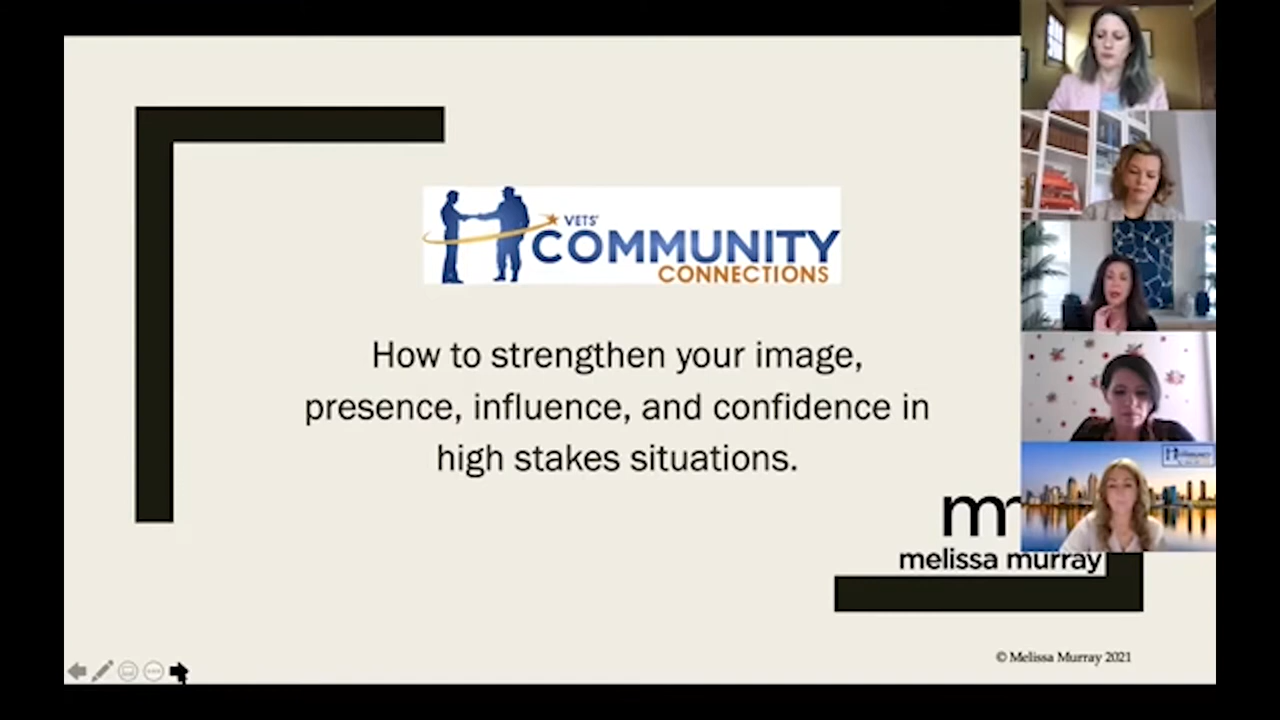 VETS'
COMMUNITY
CONNECTIONS
How to strengthen your image,
presence, influence, and confidence in
high stakes situations.
melissa murray
© Melissa Murray 2021